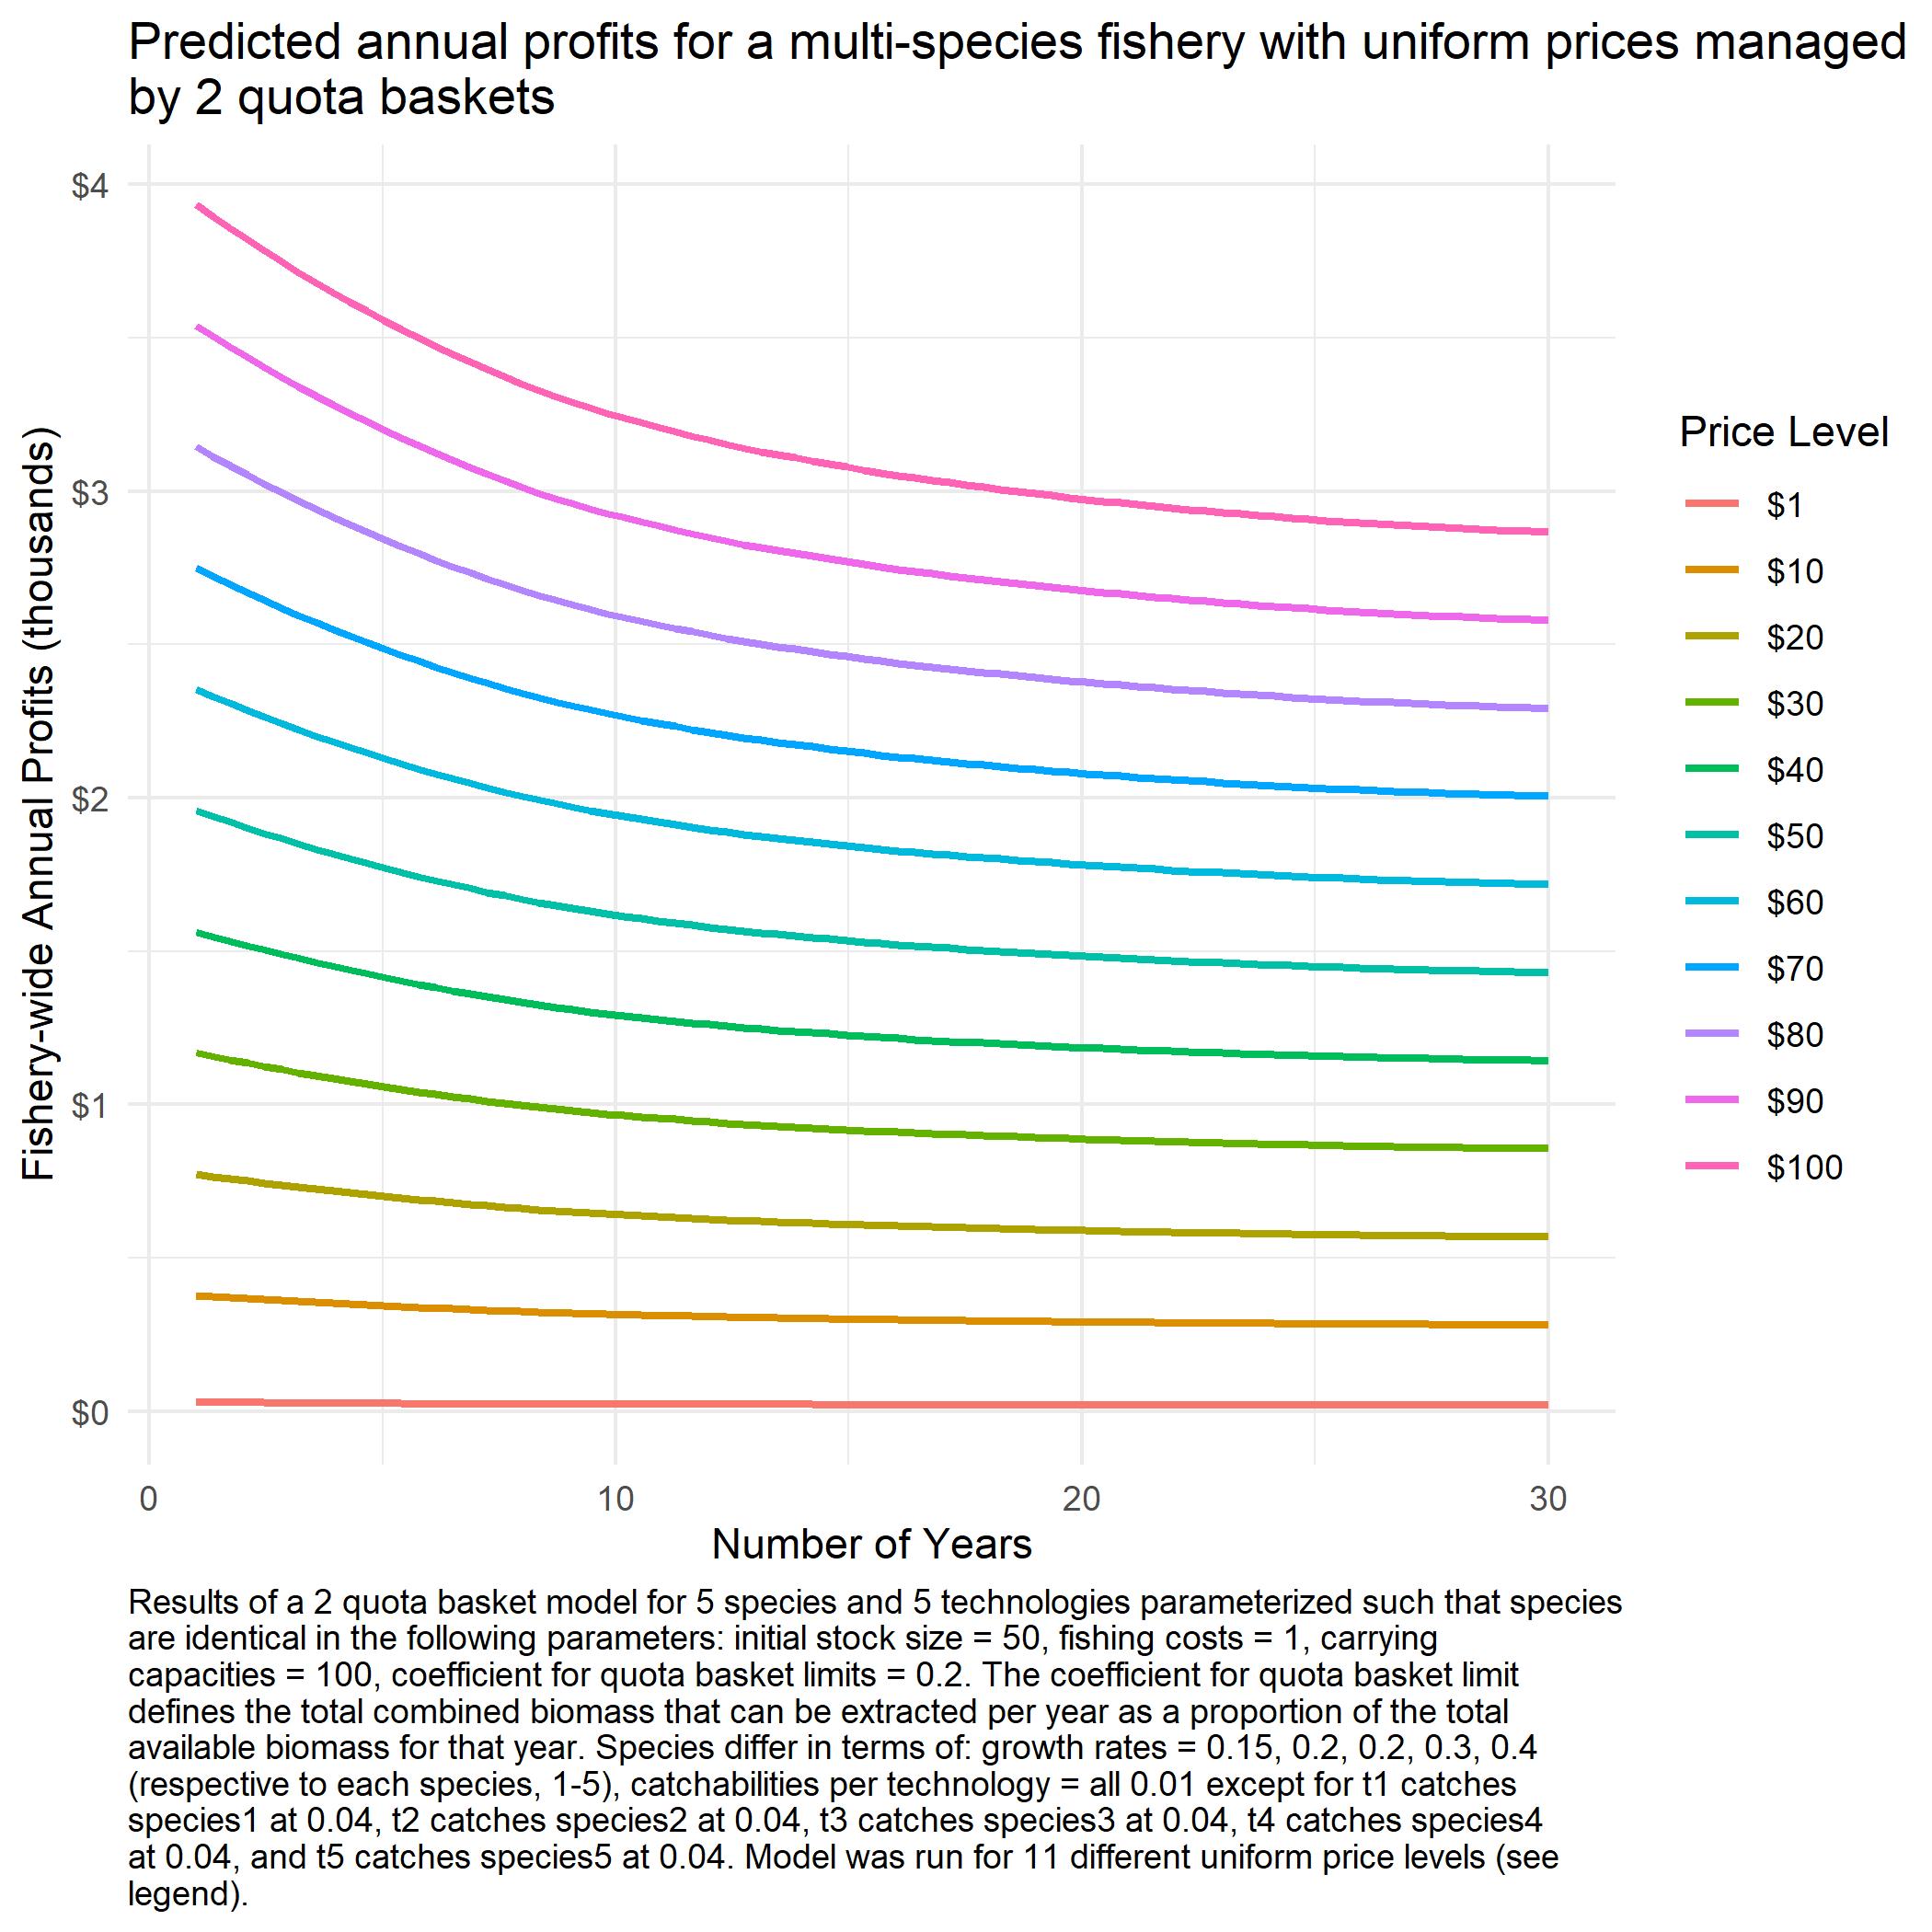 Predicted annual profits for a multi-species fishery with uniform prices managed
by 2 quota baskets
Fishery-wide Annual Profits (thousands)
$4
$3
$2
$1
$0
0
10
20
30
Number of Years
Price Level
$1
$10
$20
$30
$40
$50
$60
$70
$80
$90
$100
Results of a 2 quota basket model for 5 species and 5 technologies parameterized such that species
are identical in the following parameters: initial stock size = 50, fishing costs = 1, carrying
capacities = 100, coefficient for quota basket limits = 0.2. The coefficient for quota basket limit
defines the total combined biomass that can be extracted per year as a proportion of the total
available biomass for that year. Species differ in terms of: growth rates = 0.15, 0.2, 0.2, 0.3, 0.4
(respective to each species, 1-5), catchabilities per technology = all 0.01 except for t1 catches
species1 at 0.04, t2 catches species2 at 0.04, t3 catches species3 at 0.04, t4 catches species4
at 0.04, and t5 catches species5 at 0.04. Model was run for 11 different uniform price levels (see
legend).